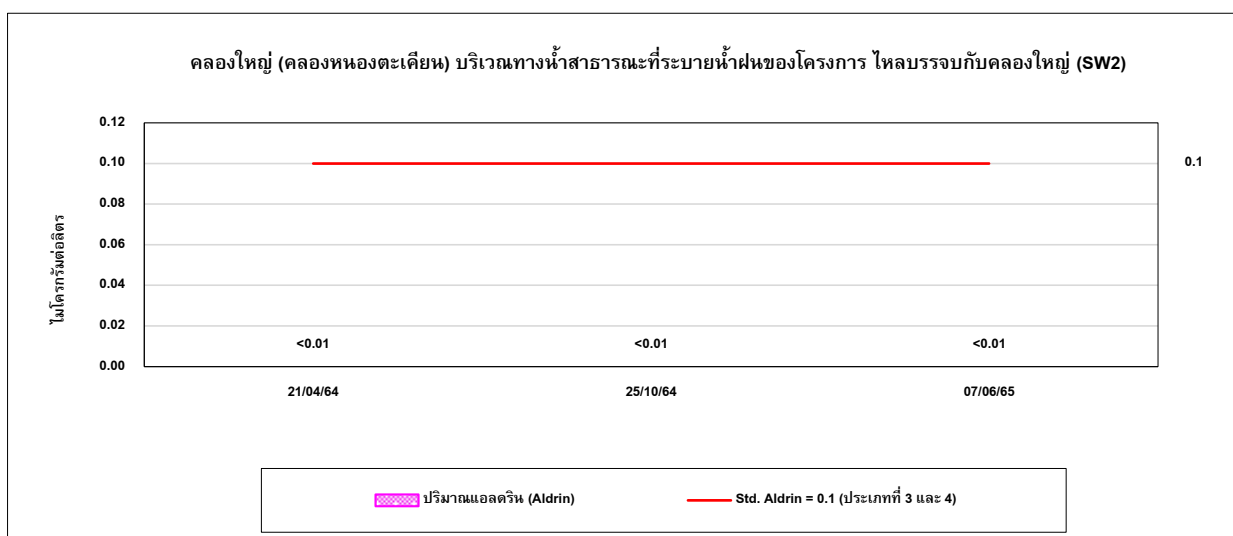 คลองใหญ่ (คลองหนองตะเคียน) บริเวณทางน้ำสาธารณะที่ระบายน้ำฝนของโครงการ ไหลบรรจบกับคลองใหญ่ (SW2)
0.12
0.10
0.08
0.06
0.04
0.02
0.00
ไมโครกรัมต่อลิตร
0.1
<0.01 <0.01 <0.01
21/04/64 25/10/64 07/06/65
ปริมาณแอลดริน (Aldrin) Std. Aldrin = 0.1 (ประเภทที่ 3 และ 4)